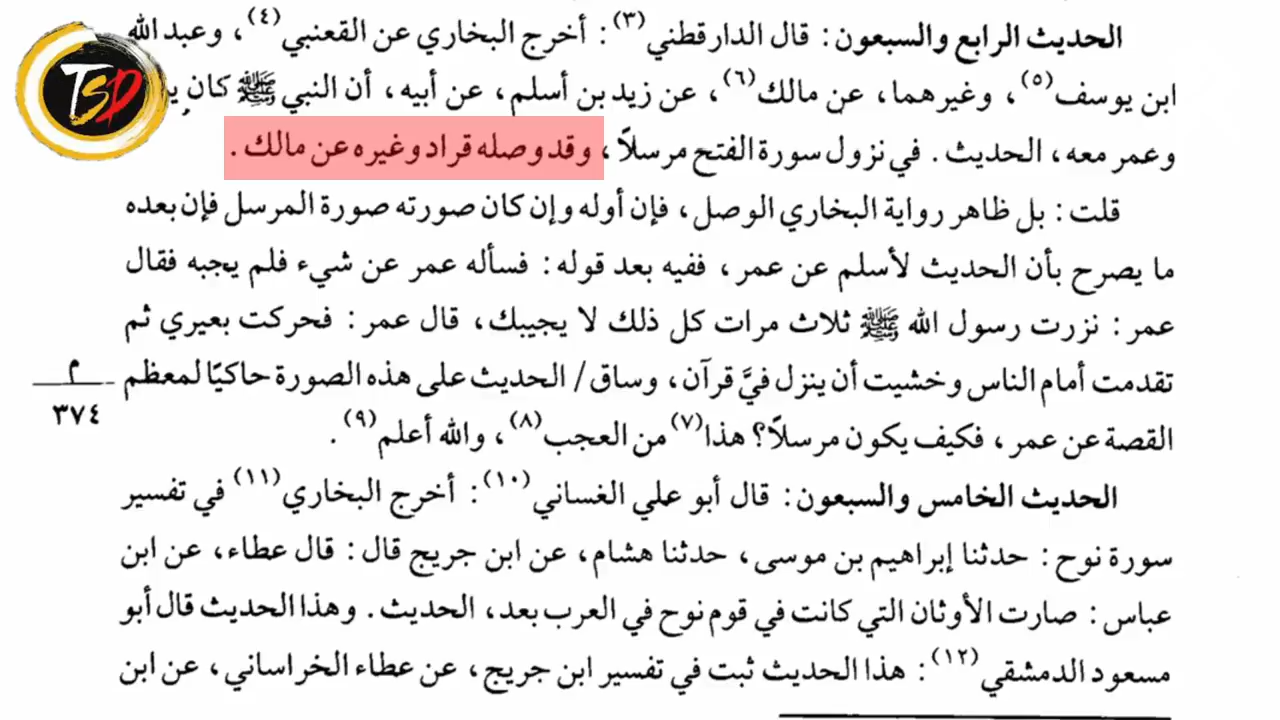 الحديث الرابع والسبعون: قال الدارقطني(٣): أخرج البخاري عن القعنبي(٤)، وعبد الله
ابن يوسف(٥)، وغيرهما، عن مالك(٦)، عن زيد بن أسلم، عن أبيه، أن النبي ﷺ كان
وعمر معه، الحديث. في نزول سورة الفتح مرسلاً، وقد وصله قراد وغيره عن مالك.
قلت: بل ظاهر رواية البخاري الوصل، فإن أوله وإن كان صورته صورة المرسل فإن بعده
ما يصرح بأن الحديث لأسلم عن عمر، ففيه بعد قوله: فسأله عمر عن شيء فلم يجبه فقال
عمر: نزرت رسول الله ﷺ ثلاث مرات كل ذلك لا يجيبك، قال عمر: فحركت بعيري ثم
تقدمت أمام الناس وخشيت أن ينزل فيَّ قرآن، وساق/ الحديث على هذه الصورة حاكيًا لمعظم
م
٣٧٤
القصة عن عمر، فكيف يكون مرسلاً؟ هذا(٧) من العجب(٨)، والله أعلم(٩).
الحديث الخامس والسبعون: قال أبو علي الغساني(١٠): أخرج البخاري(١١) في تفسير
سورة نوح: حدثنا إبراهيم بن موسى، حدثنا هشام، عن ابن جريج قال: قال عطاء، عن ابن
عباس: صارت الأوثان التي كانت في قوم نوح في العرب بعد، الحديث. وهذا الحديث قال أبو
مسعود الدمشقي(١٢): هذا الحديث ثبت في تفسير ابن جريج، عن عطاء الخراساني، عن ابن
TSD